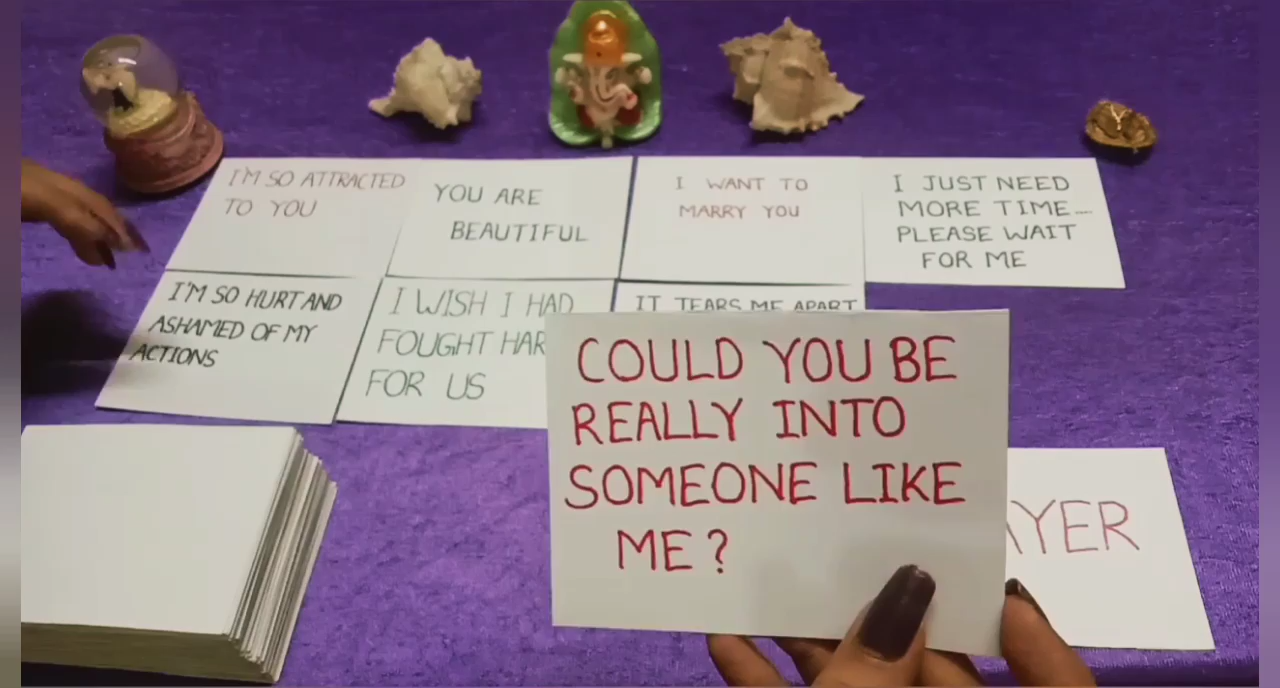 I'M SO ATTRACTED
TO YOU
YOU ARE
BEAUTIFUL
I WANT TO
MARRY YOU
I JUST NEED
MORE TIME....
PLEASE WAIT
FOR ME
I'M SO HURT AND
ASHAMED OF MY
ACTIONS
I WISH I HAD
FOUGHT
FOR US
IT TEARS ME APART
COULD YOU BE
REALLY INTO
SOMEONE LIKE
ME?